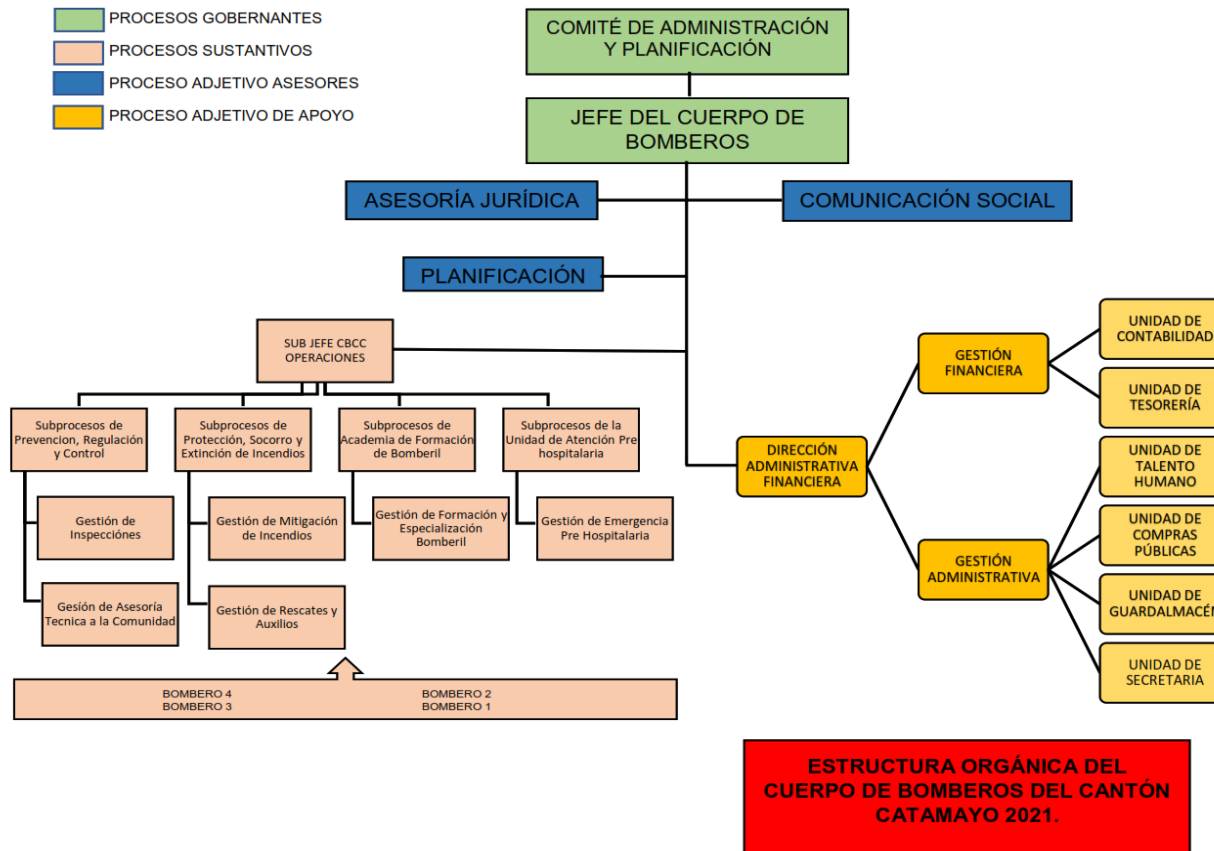 PROCESOS GOBERNANTES
PROCESOS SUSTANTIVOS
PROCESO ADJETIVO ASESORES
PROCESO ADJETIVO DE APOYO
COMITÉ DE ADMINISTRACIÓN
Y PLANIFICACIÓN
JEFE DEL CUERPO DE
BOMBEROS
ASESORÍA JURÍDICA
COMUNICACIÓN SOCIAL
PLANIFICACIÓN
SUB JEFE CBCC
OPERACIONES
Subprocesos de
Prevencion, Regulación
y Control
Subprocesos de
Protección, Socorro y
Extinción de Incendios
Subprocesos de
Academia de Formación
de Bomberil
Subprocesos de la
Unidad de Atención Pre
hospitalaria
Gestión de
Inspecciónes
Gestión de Mitigación
de Incendios
Gestión de Formación y
Especialización
Bomberil
Gestión de Emergencia
Pre Hospitalaria
Gesión de Asesoría
Tecnica a la Comunidad
Gestión de Rescates y
Auxilios
BOMBERO 4
BOMBERO 3
BOMBERO 2
BOMBERO 1
DIRECCIÓN
ADMINISTRATIVA
FINANCIERA
GESTIÓN
FINANCIERA
UNIDAD DE
CONTABILIDAD
UNIDAD DE
TESORERÍA
GESTIÓN
ADMINISTRATIVA
UNIDAD DE
TALENTO
HUMANO
UNIDAD DE
COMPRAS
PÚBLICAS
UNIDAD DE
GUARDALMACÉN
UNIDAD DE
SECRETARIA
ESTRUCTURA ORGÁNICA DEL
CUERPO DE BOMBEROS DEL CANTÓN
CATAMAYO 2021.